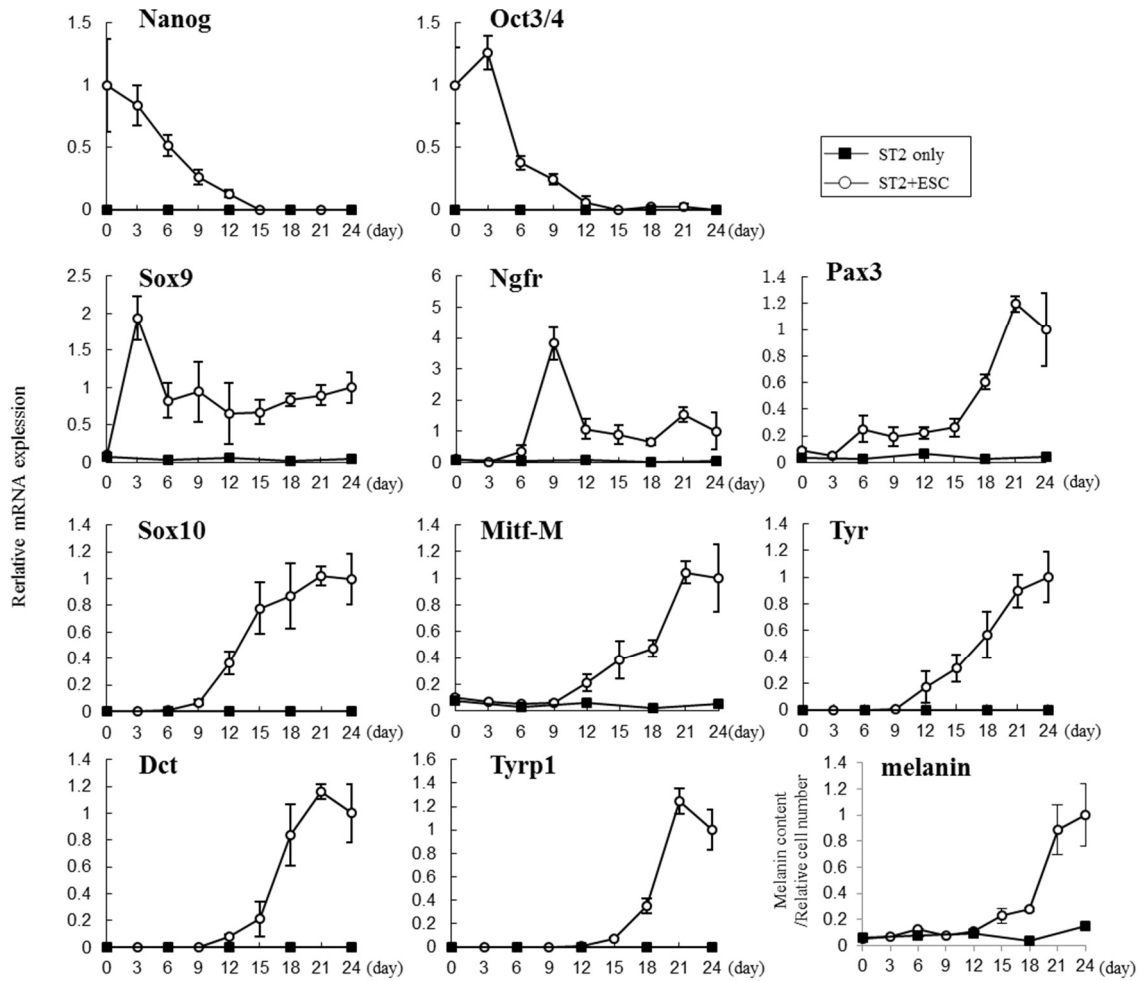 Nanog
1.5
1
0.5
0
0 3 6 9 12 15 18 21 24 (day)
Oct3/4
1.5
1
0.5
0
0 3 6 9 12 15 18 21 24 (day)
ST2 only
ST2+ESC
Rerlative mRNA explession
Sox9
2.5
2
1.5
1
0.5
0
0 3 6 9 12 15 18 21 24 (day)
Ngfr
6
5
4
3
2
1
0
0 3 6 9 12 15 18 21 24 (day)
Pax3
1.4
1.2
1
0.8
0.6
0.4
0.2
0
0 3 6 9 12 15 18 21 24 (day)
Sox10
1.4
1.2
1
0.8
0.6
0.4
0.2
0
0 3 6 9 12 15 18 21 24 (day)
Mitf-M
1.4
1.2
1
0.8
0.6
0.4
0.2
0
0 3 6 9 12 15 18 21 24 (day)
Tyr
1.4
1.2
1
0.8
0.6
0.4
0.2
0
0 3 6 9 12 15 18 21 24 (day)
Dct
1.4
1.2
1
0.8
0.6
0.4
0.2
0
0 3 6 9 12 15 18 21 24 (day)
Tyrp1
1.6
1.4
1.2
1
0.8
0.6
0.4
0.2
0
0 3 6 9 12 15 18 21 24 (day)
melanin
Melanin content
/Relative cell number
1.4
1.2
1
0.8
0.6
0.4
0.2
0
0 3 6 9 12 15 18 21 24 (day)